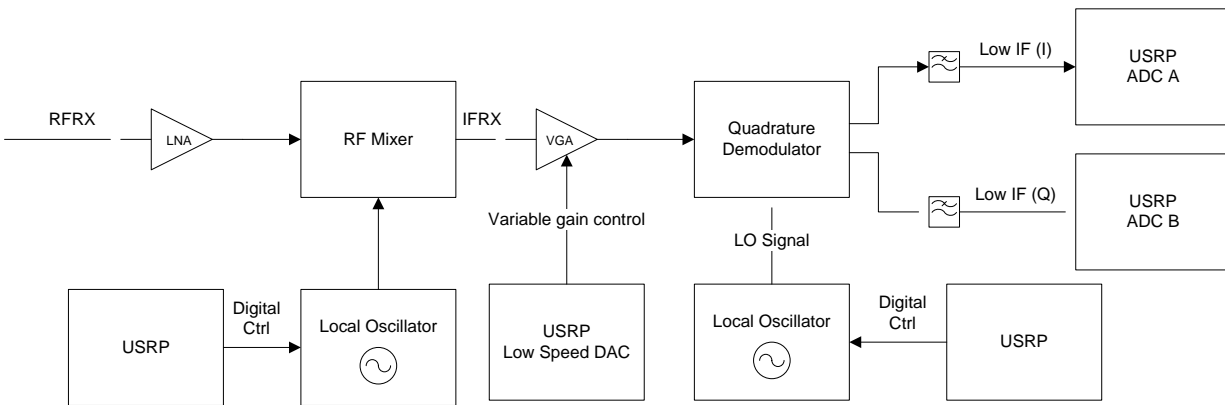 Low IF (I)
USRP
ADC A
RFRX
LNA
RF Mixer
IFRX
VGA
Quadrature
Demodulator
Low IF (Q)
USRP
ADC B
Variable gain control
LO Signal
USRP
Digital
Ctrl
Local Oscillator
USRP
Low Speed DAC
Local Oscillator
Digital
Ctrl
USRP